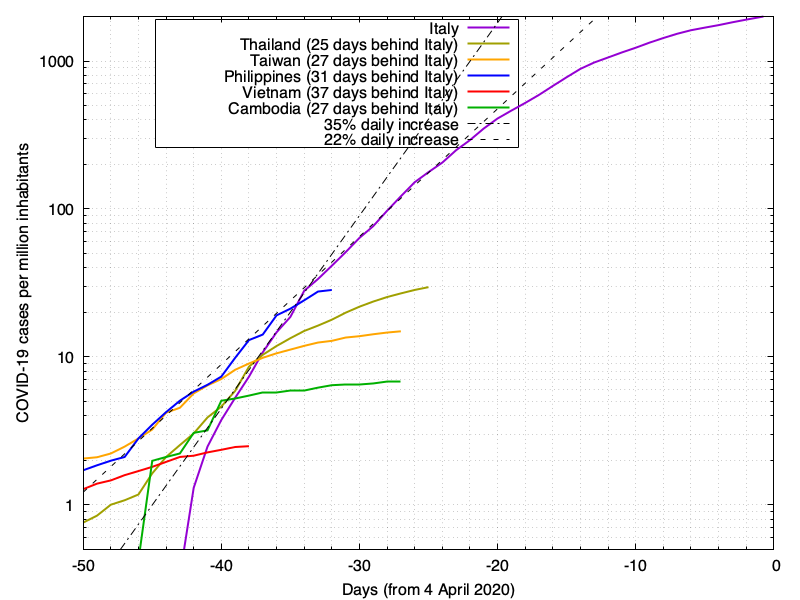 Italy
Thailand (25 days behind Italy)
Taiwan (27 days behind Italy)
Philippines (31 days behind Italy)
Vietnam (37 days behind Italy)
Cambodia (27 days behind Italy)
35% daily increase
22% daily increase
1000
100
10
1
COVID-19 cases per million inhabitants
-50
-40
-30
-20
-10
0
Days (from 4 April 2020)